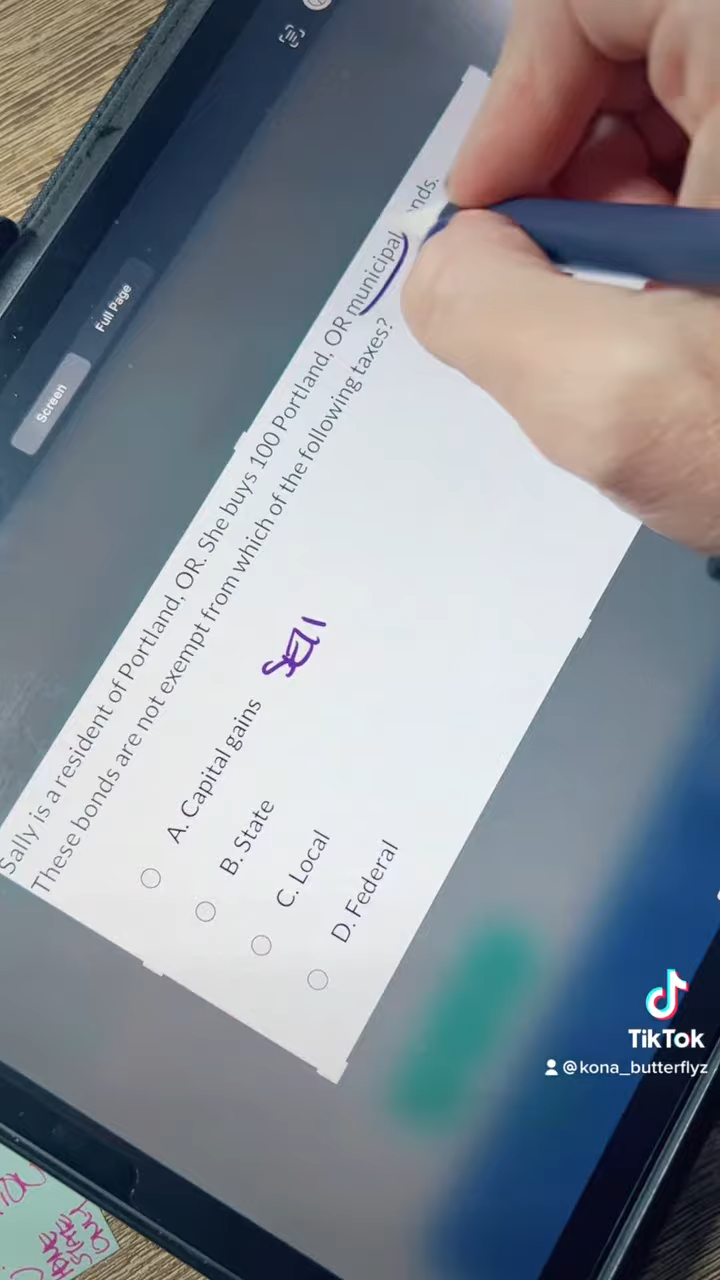 Full Page
Screen
Sally is a resident of Portland, OR. She buys 100 Portland, OR municipal nds.
These bonds are not exempt from which of the following taxes?
A. Capital gains
B. State
C. Local
D. Federal
TikTok
@kona_butterflyz